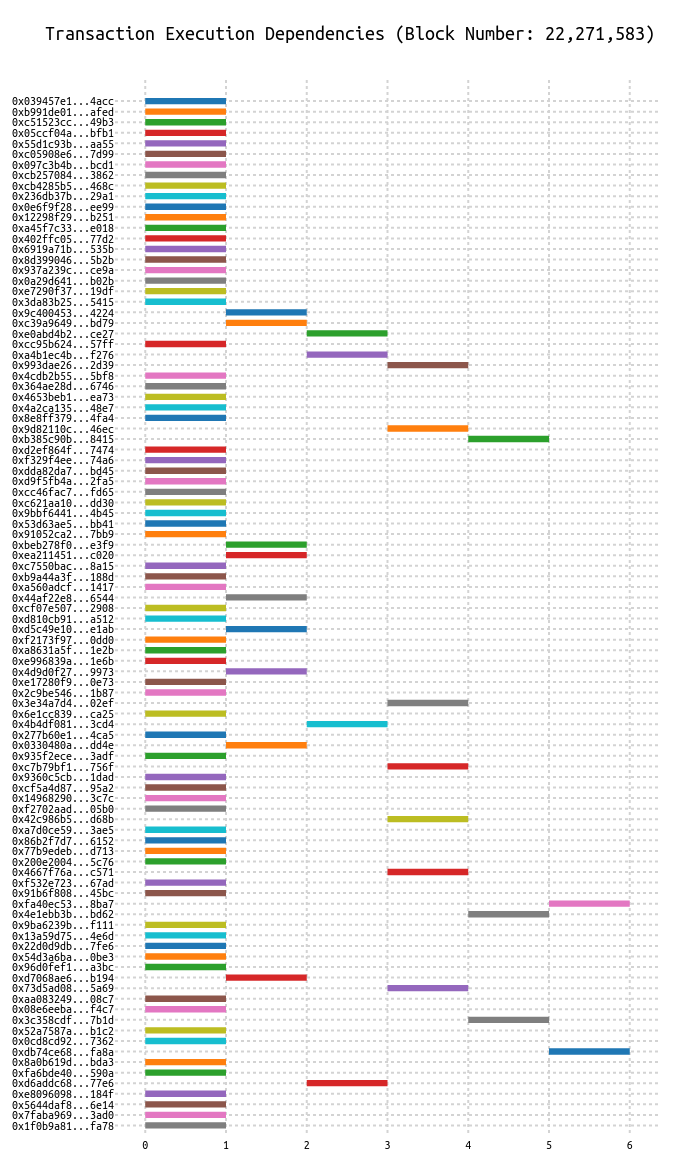 Transaction Execution Dependencies (Block Number: 22,271,583)
0x039457e1...4acc
0xb991de01...afed
0xc51523cc...49b3
0x05ccf04a...bfb1
0x55d1c93b...aa55
0xc05908e6...7d99
0x097c3b4b...bcd1
0xcb257084...3862
0xcb4285b5...468c
0x236db37b...29a1
0x0e6f9f28...ee99
0x12298f29...b251
0xa45f7c33...e018
0x402ffc05...77d2
0x6919a71b...535b
0x8d399046...5b2b
0x937a239c...ce9a
0x0a29d641...b02b
0xe7290f37...19df
0x3da83b25...5415
0x9c400453...4224
0xc39a9649...bd79
0xe0abd4b2...ce27
0xcc95b624...57ff
0xa4b1ec4b...f276
0x993dae26...2d39
0x4cdb2b55...5bf8
0x364ae28d...6746
0x4653beb1...ea73
0x4a2ca135...48e7
0x8e8ff379...4fa4
0x9d82110c...46ec
0xb385c90b...8415
0xd2ef864f...7474
0xf329f4ee...74a6
0xdda82da7...bd45
0xd9f5fb4a...2fa5
0xcc46fac7...fd65
0xc621aa10...dd30
0x9bbf6441...4b45
0x53d63ae5...bb41
0x91052ca2...7bb9
0xbeb278f0...e3f9
0xea211451...c020
0xc7550bac...8a15
0xb9a44a3f...188d
0xa560adcf...1417
0x44af22e8...6544
0xcf07e507...2908
0xd810cb91...a512
0xd5c49e10...e1ab
0xf2173f97...0dd0
0xa8631a5f...1e2b
0xe996839a...1e6b
0x4d9d0f27...9973
0xe17280f9...0e73
0x2c9be546...1b87
0x3e34a7d4...02ef
0x6e1cc839...ca25
0x4b4df081...3cd4
0x277b60e1...4ca5
0x0330480a...dd4e
0x935f2ece...3adf
0xc7b79bf1...756f
0x9360c5cb...1dad
0xcf5a4d87...95a2
0x14968290...3c7c
0xf2702aad...05b0
0x42c986b5...d68b
0xa7d0ce59...3ae5
0x86b2f7d7...6152
0x77b9edeb...d713
0x200e2004...5c76
0x4667f76a...c571
0xf532e723...67ad
0x91b6f808...45bc
0xfa40ec53...8ba7
0x4e1ebb3b...bd62
0x9ba6239b...f111
0x13a59d75...4e6d
0x22d0d9db...7fe6
0x54d3a6ba...0be3
0x96d0fef1...a3bc
0xd7068ae6...b194
0x73d5ad08...5a69
0xaa083249...08c7
0x08e6eeba...f4c7
0x3c358cdf...7b1d
0x52a7587a...b1c2
0x0cd8cd92...7362
0xdb74ce68...fa8a
0x8a0b619d...bda3
0xfa6bde40...590a
0xd6addc68...77e6
0xe8096098...184f
0x5644daf8...6e14
0x7faba969...3ad0
0x1f0b9a81...fa78
0 1 2 3 4 5 6